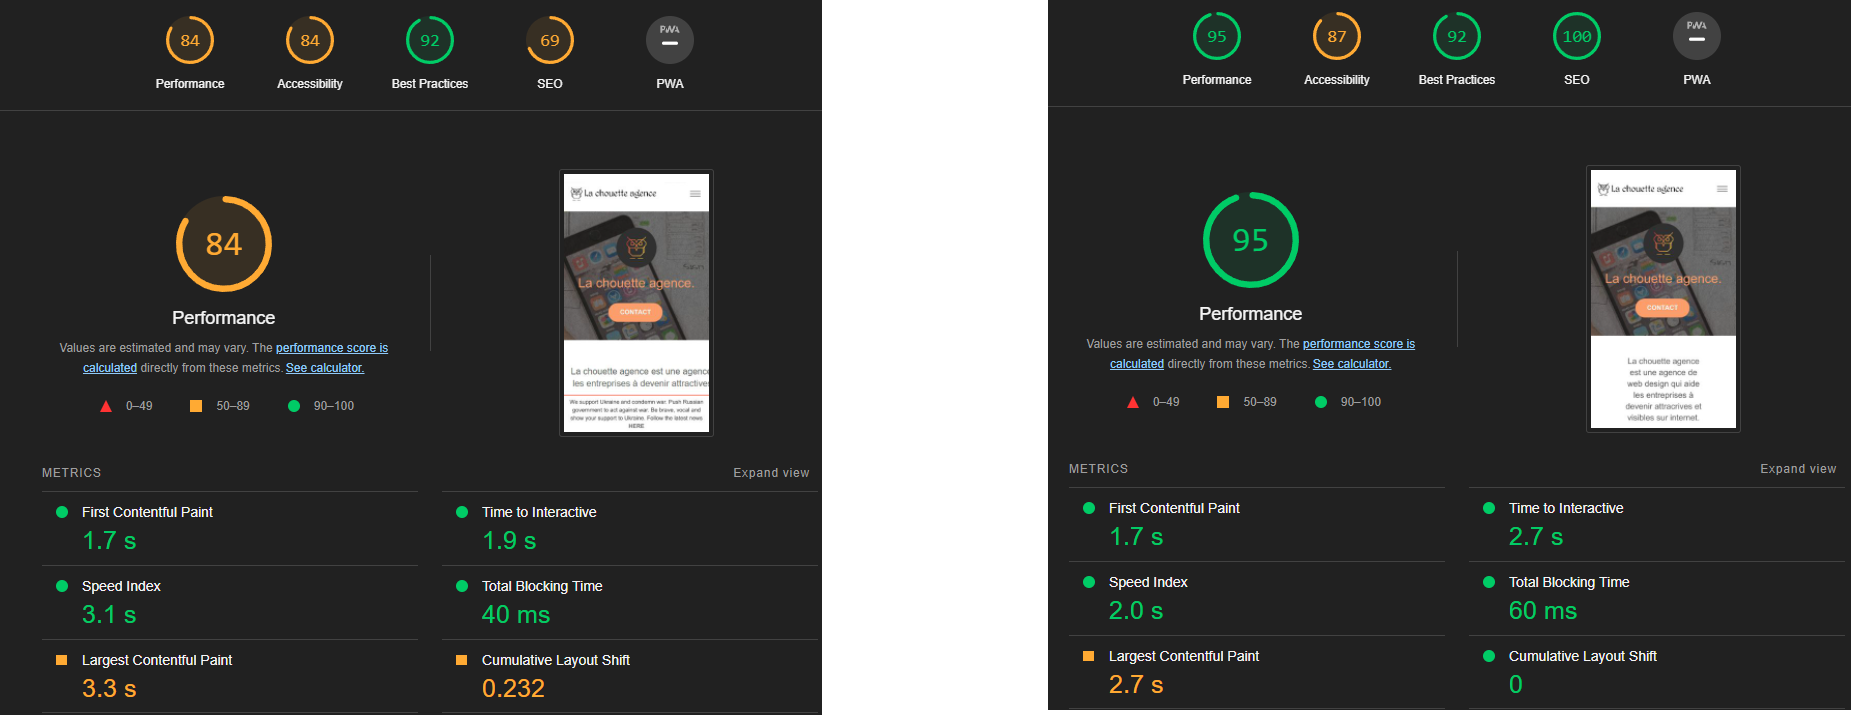 84
84
92
69
PWA
Performance
Accessibility
Best Practices
SEO
PWA
84
Performance
Values are estimated and may vary. The performance score is
calculated directly from these metrics. See calculator.
0–49
50–89
90–100
La chouette agence
La chouette agence.
CONTACT
La chouette agence est une agence
les entreprises à devenir attractives
We support Ukraine and condemn war. Push Russian
government to act against war. Be brave, vocal and
show your support to Ukraine. Follow the latest news
HERE
METRICS
Expand view
First Contentful Paint
1.7 s
Time to Interactive
1.9 s
Speed Index
3.1 s
Total Blocking Time
40 ms
Largest Contentful Paint
3.3 s
Cumulative Layout Shift
0.232
95
87
92
100
PWA
Performance
Accessibility
Best Practices
SEO
PWA
95
Performance
Values are estimated and may vary. The performance score is
calculated directly from these metrics. See calculator.
0–49
50–89
90–100
La chouette agence
La chouette agence.
CONTACT
La chouette agence
est une agence de
web design qui aide
les entreprises à
devenir attracrives et
visibles sur internet.
METRICS
Expand view
First Contentful Paint
1.7 s
Time to Interactive
2.7 s
Speed Index
2.0 s
Total Blocking Time
60 ms
Largest Contentful Paint
2.7 s
Cumulative Layout Shift
0